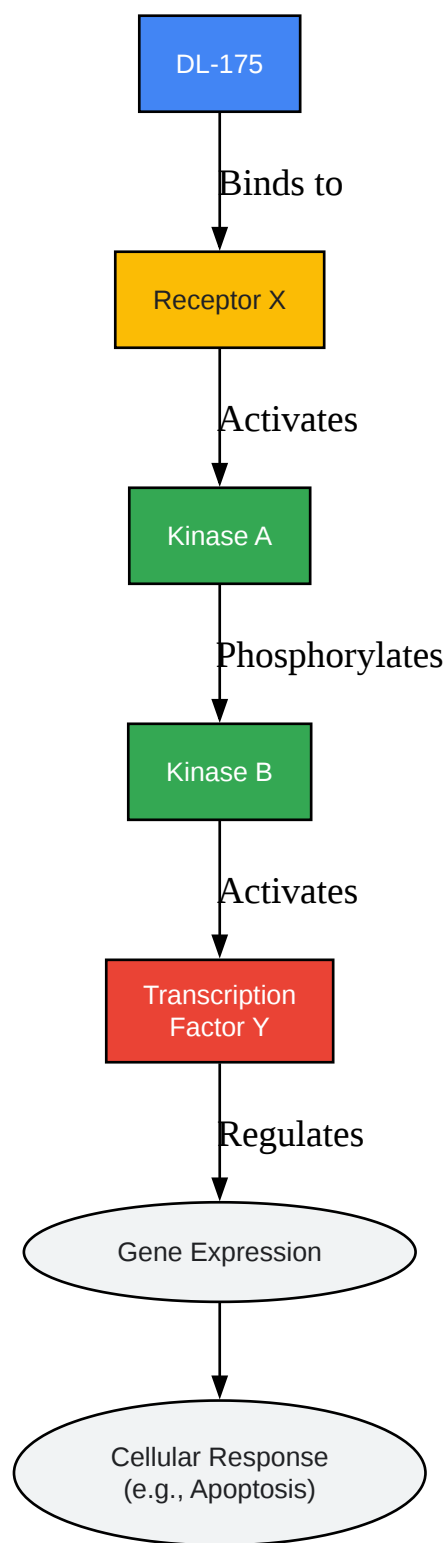 DL-175
Binds to
Receptor X
Activates
Kinase A
Phosphorylates
Kinase B
Activates
Transcription
Factor Y
Regulates
Gene Expression
Cellular Response
(e.g., Apoptosis)